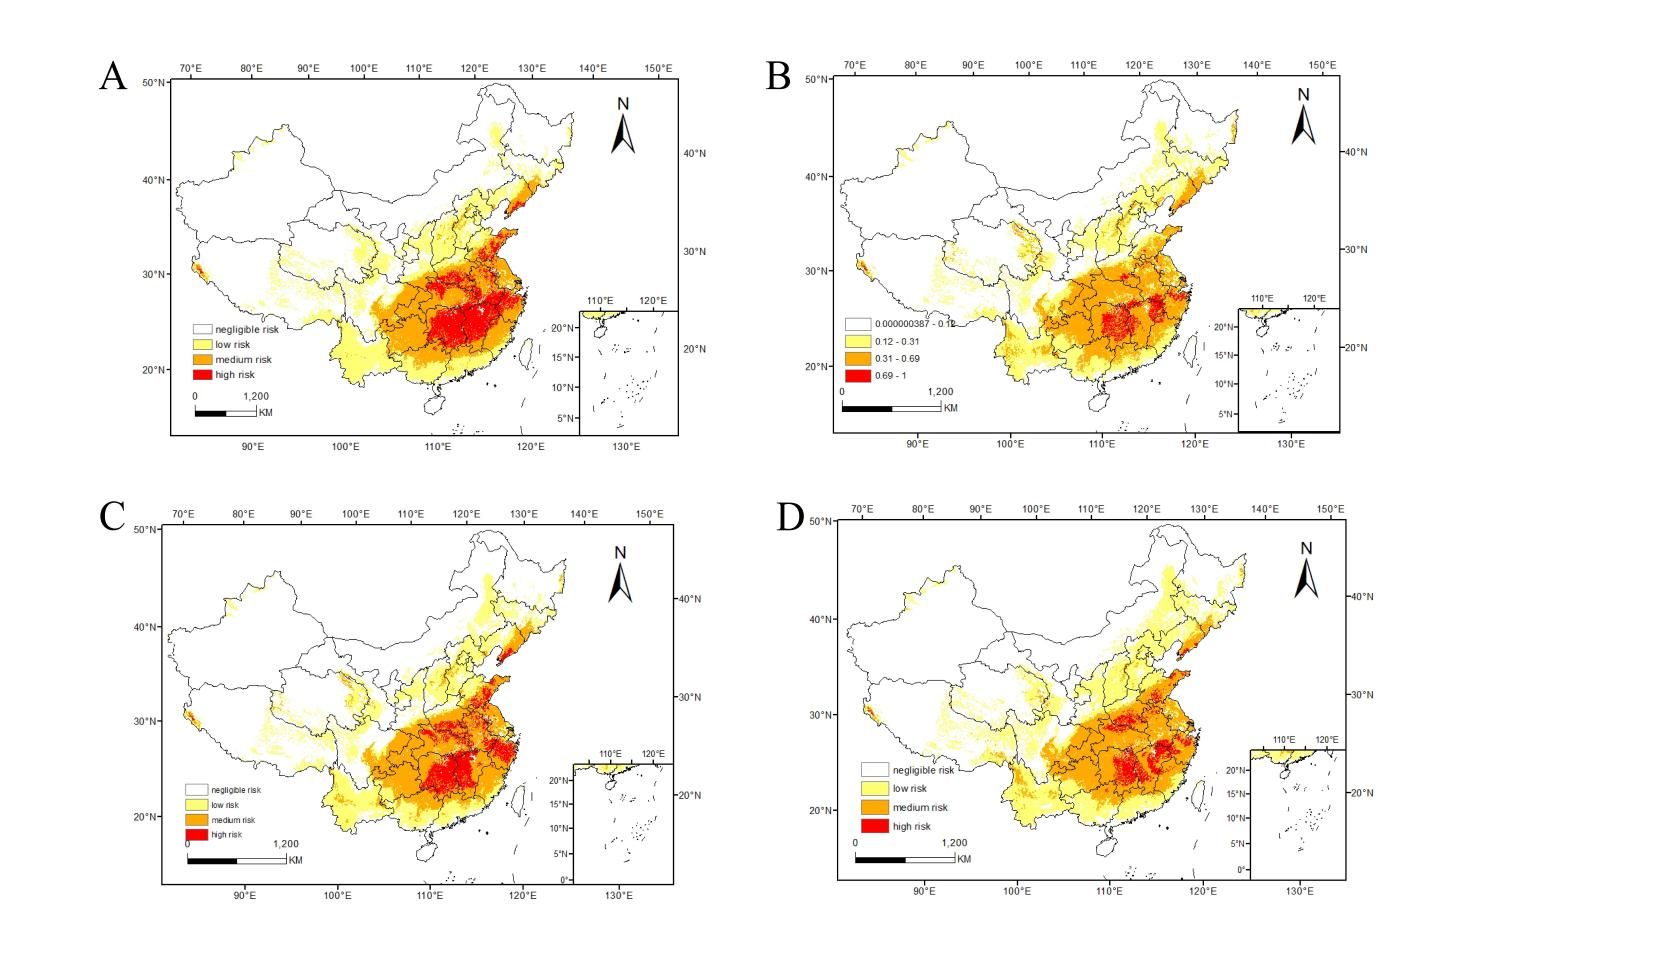 A
70°E 80°E 90°E 100°E 110°E 120°E 130°E 140°E 150°E
50°N
N
40°N
40°N
30°N
30°N
negligible risk
low risk
medium risk
high risk
20°N
20°N
0 1,200
KM
110°E 120°E
20°N
15°N
10°N
5°N
90°E 100°E 110°E 120°E 130°E
B
70°E 80°E 90°E 100°E 110°E 120°E 130°E 140°E 150°E
50°N
N
40°N
40°N
30°N
30°N
0.000000387 - 0.12
0.12 - 0.31
0.31 - 0.69
0.69 - 1
20°N
20°N
0 1,200
KM
110°E 120°E
20°N
15°N
10°N
5°N
90°E 100°E 110°E 120°E 130°E
C
70°E 80°E 90°E 100°E 110°E 120°E 130°E 140°E 150°E
50°N
N
40°N
40°N
30°N
30°N
negligible risk
low risk
medium risk
high risk
20°N
20°N
0 1,200
KM
110°E 120°E
20°N
15°N
10°N
5°N
0°
90°E 100°E 110°E 120°E 130°E
D
70°E 80°E 90°E 100°E 110°E 120°E 130°E 140°E 150°E
50°N
N
40°N
40°N
30°N
30°N
negligible risk
low risk
medium risk
high risk
20°N
20°N
0 1,200
KM
110°E 120°E
20°N
15°N
10°N
5°N
0°
90°E 100°E 110°E 120°E 130°E